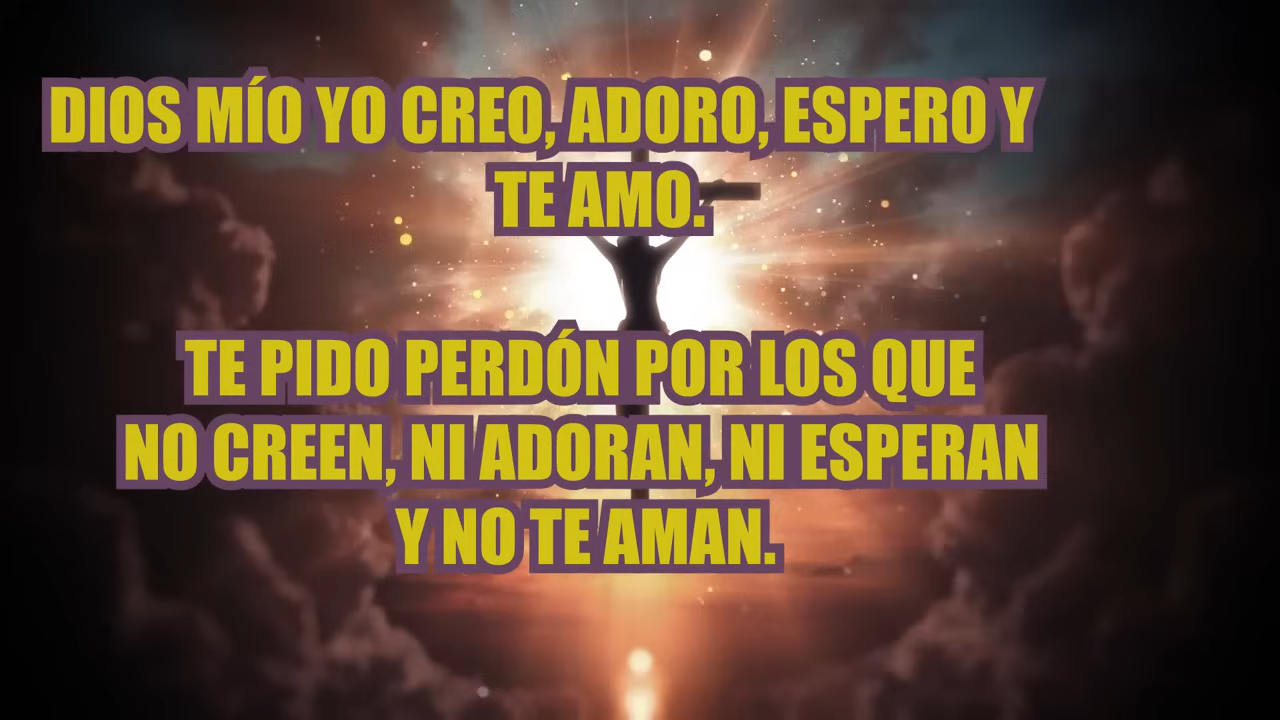 DIOS MÍO YO CREO, ADORO, ESPERO Y
TE AMO.
TE PIDO PERDÓN POR LOS QUE
NO CREEN, NI ADORAN, NI ESPERAN
Y NO TE AMAN.